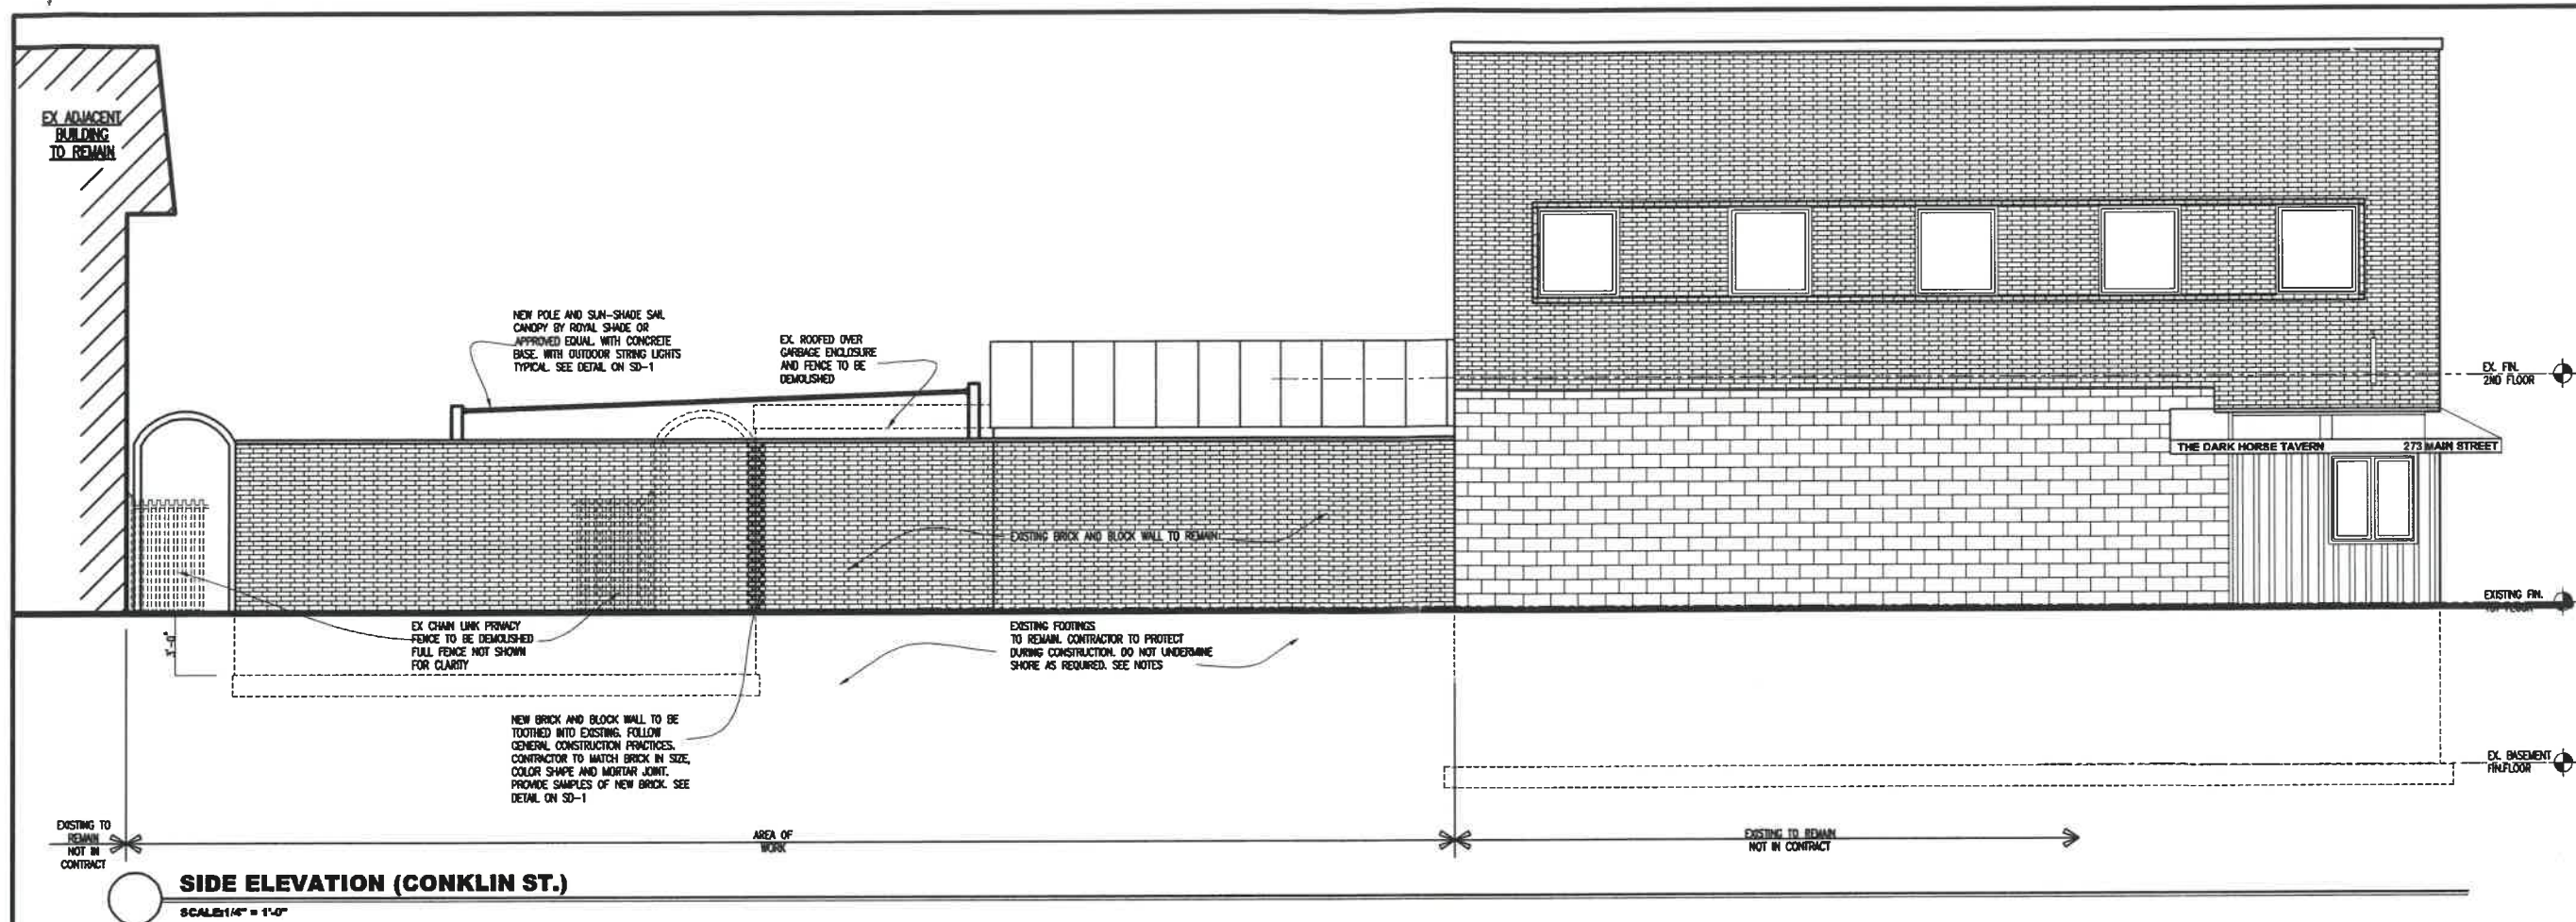 EX ADJACENT
BUILDING
TO REMAIN
NEW POLE AND SUN-SHADE SAIL
CANOPY BY ROYAL SHADE OR
APPROVED EQUAL. WITH CONCRETE
BASE. WITH OUTDOOR STRING LIGHTS
TYPICAL. SEE DETAIL ON SD-1
EX. ROOFED OVER
GARBAGE ENCLOSURE
AND FENCE TO BE
DEMOLISHED
EX. FIN.
2ND FLOOR
THE DARK HORSE TAVERN 273 MAIN STREET
EXISTING BRICK AND BLOCK WALL TO REMAIN
EXISTING FIN.
1ST FLOOR
3'-0"
EX CHAIN LINK PRIVACY
FENCE TO BE DEMOLISHED
FULL FENCE NOT SHOWN
FOR CLARITY
EXISTING FOOTINGS
TO REMAIN. CONTRACTOR TO PROTECT
DURING CONSTRUCTION. DO NOT UNDERMINE
SHORE AS REQUIRED. SEE NOTES
NEW BRICK AND BLOCK WALL TO BE
TOOTHED INTO EXISTING. FOLLOW
GENERAL CONSTRUCTION PRACTICES.
CONTRACTOR TO MATCH BRICK IN SIZE,
COLOR SHAPE AND MORTAR JOINT.
PROVIDE SAMPLES OF NEW BRICK. SEE
DETAIL ON SD-1
EX. BASEMENT
FIN.FLOOR
EXISTING TO
REMAIN
NOT IN
CONTRACT
AREA OF
WORK
EXISTING TO REMAIN
NOT IN CONTRACT
SIDE ELEVATION (CONKLIN ST.)
SCALE:1/4" = 1'-0"